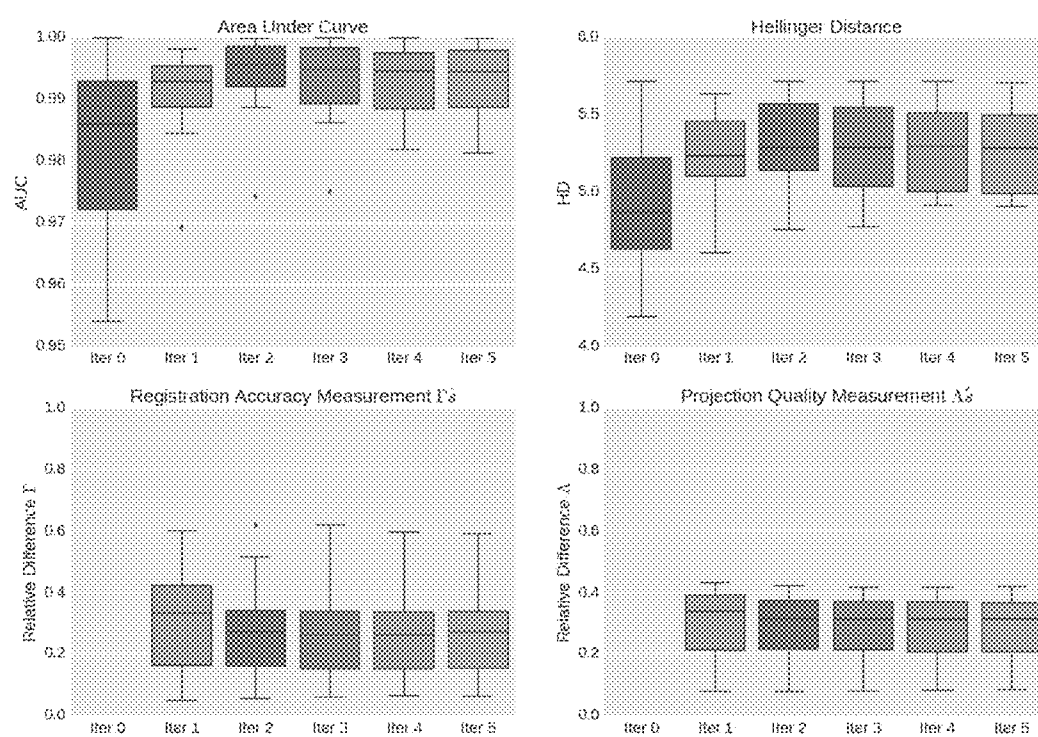 Area Under Curve
1.00
0.99
0.98
0.97
0.96
0.95
AUC
Iter 0 Iter 1 Iter 2 Iter 3 Iter 4 Iter 5
Hellinger Distance
6.0
5.5
5.0
4.5
4.0
HD
Iter 0 Iter 1 Iter 2 Iter 3 Iter 4 Iter 5
Registration Accuracy Measurement
1.0
0.8
0.6
0.4
0.2
0.0
Relative Difference Γ
Iter 0 Iter 1 Iter 2 Iter 3 Iter 4 Iter 5
Projection Quality Measurement
1.0
0.8
0.6
0.4
0.2
0.0
Relative Difference Λ
Iter 0 Iter 1 Iter 2 Iter 3 Iter 4 Iter 5